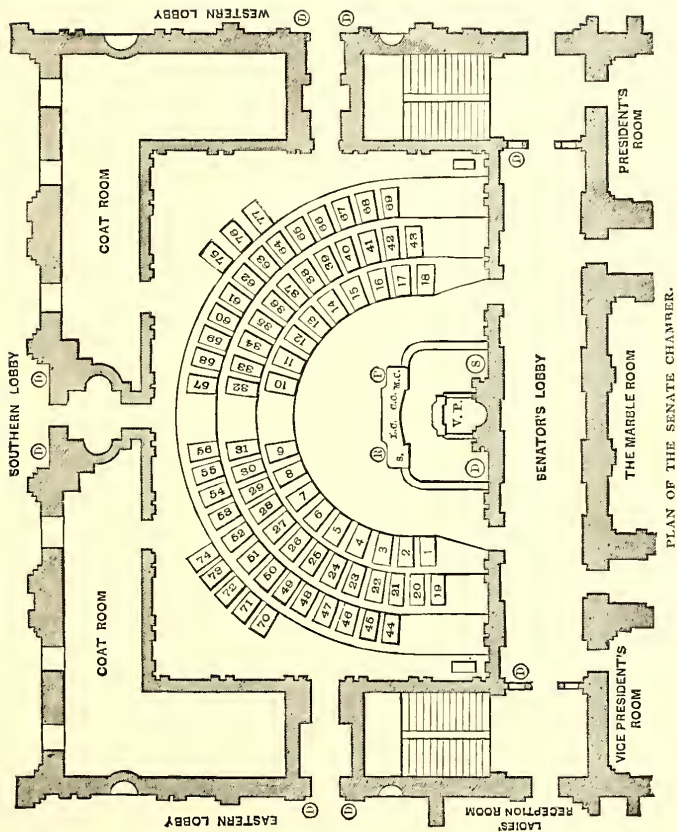 SOUTHERN LOBBY
D
D
EASTERN LOBBY
D
WESTERN LOBBY
D
COAT ROOM
COAT ROOM
70 71 72 73 74
75 76 77
44 45 46 47 48 49 50 51 52 53 54 55 56
57 58 59 60 61 62 63 64 65 66 67 68 69
19 20 21 22 23 24 25 26 27 28 29 30 31
32 33 34 35 36 37 38 39 40 41 42 43
1 2 3 4 5 6 7 8 9
10 11 12 13 14 15 16 17 18
R
S. L.C. C.C. M.C.
V.P.
D
S
D
D
LADIES'
RECEPTION ROOM
D
D
SENATOR'S LOBBY
VICE PRESIDENT'S
ROOM
THE MARBLE ROOM
PRESIDENT'S
ROOM
PLAN OF THE SENATE CHAMBER.